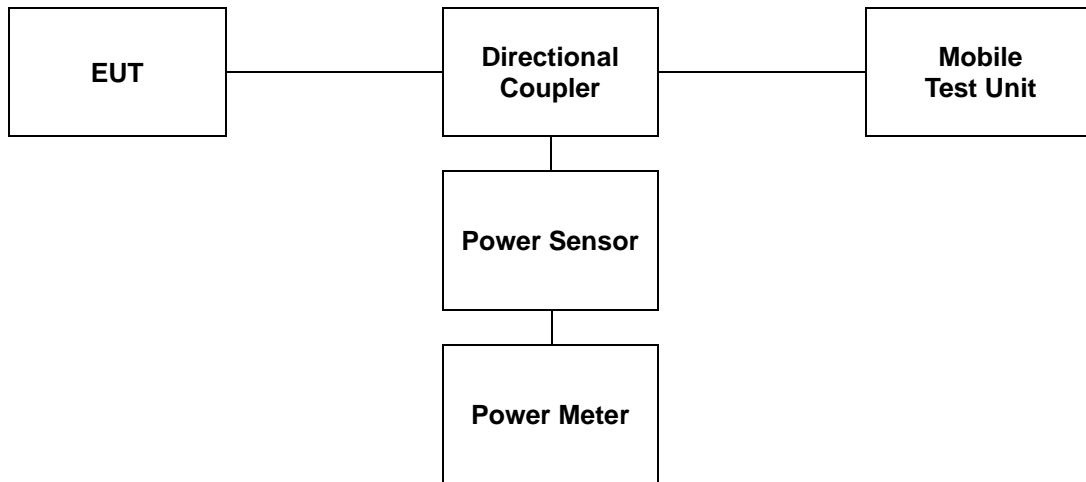 EUT
Directional
Coupler
Mobile
Test Unit
Power Sensor
Power Meter